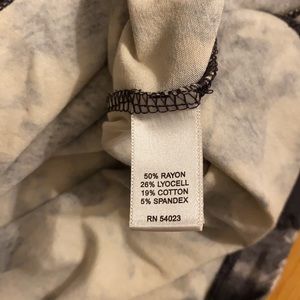 50% RAYON
26% LYOCELL
19% COTTON
5% SPANDEX
RN 54023